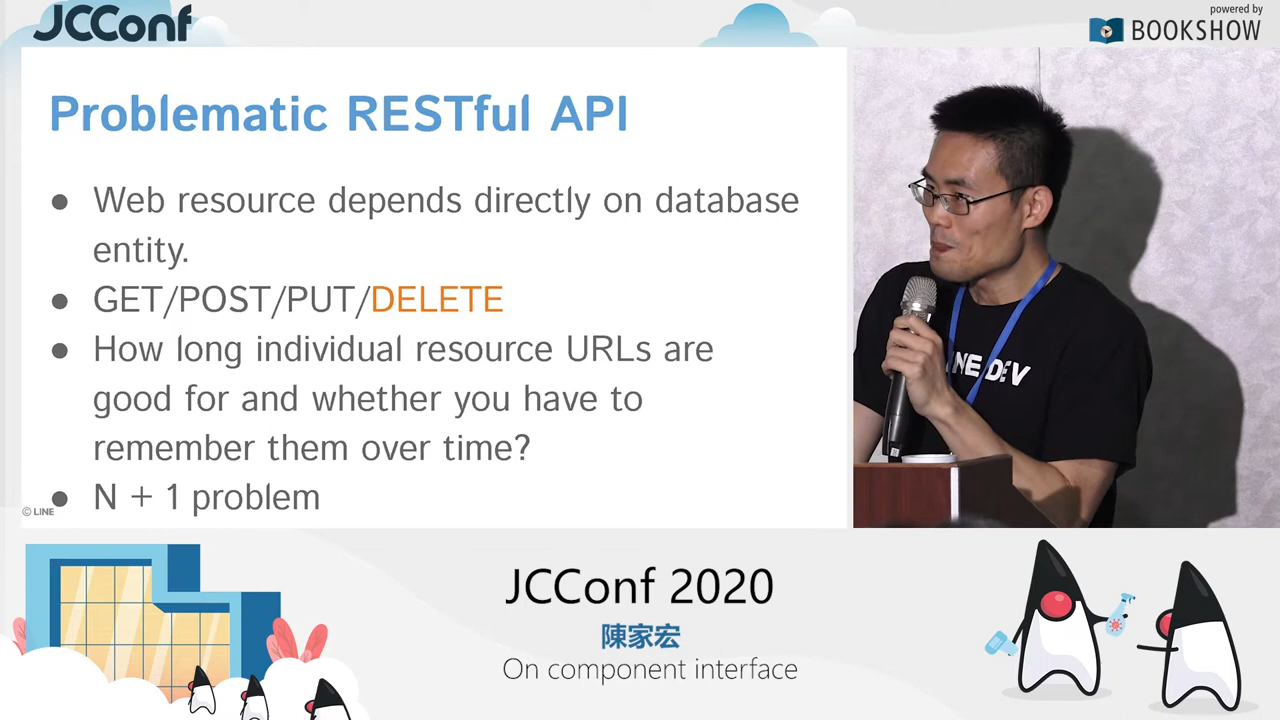 JCConf
powered by
BOOKSHOW
Problematic RESTful API
● Web resource depends directly on database
entity.
● GET/POST/PUT/DELETE
● How long individual resource URLs are
good for and whether you have to
remember them over time?
● N + 1 problem
© LINE
INE DEV
JCConf 2020
陳家宏
On component interface